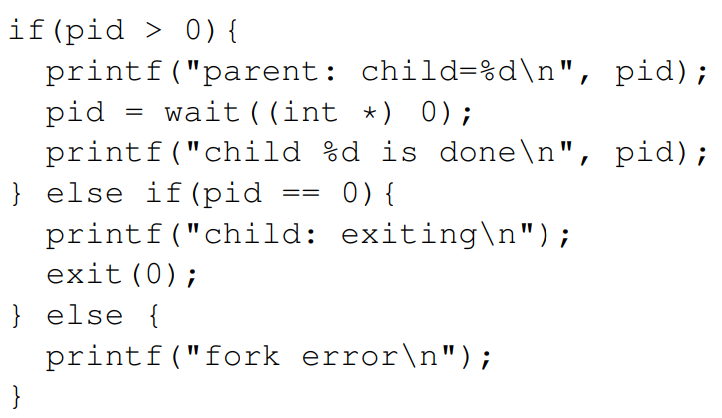 if(pid > 0){
  printf("parent: child=%d\n", pid);
  pid = wait((int *) 0);
  printf("child %d is done\n", pid);
} else if(pid == 0){
  printf("child: exiting\n");
  exit(0);
} else {
  printf("fork error\n");
}